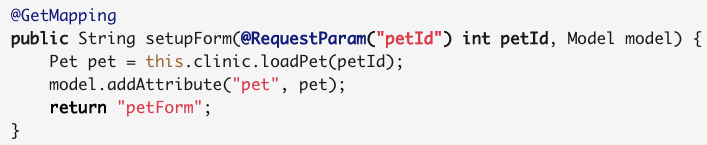 @GetMapping
public String setupForm(@RequestParam("petId") int petId, Model model) {
    Pet pet = this.clinic.loadPet(petId);
    model.addAttribute("pet", pet);
    return "petForm";
}